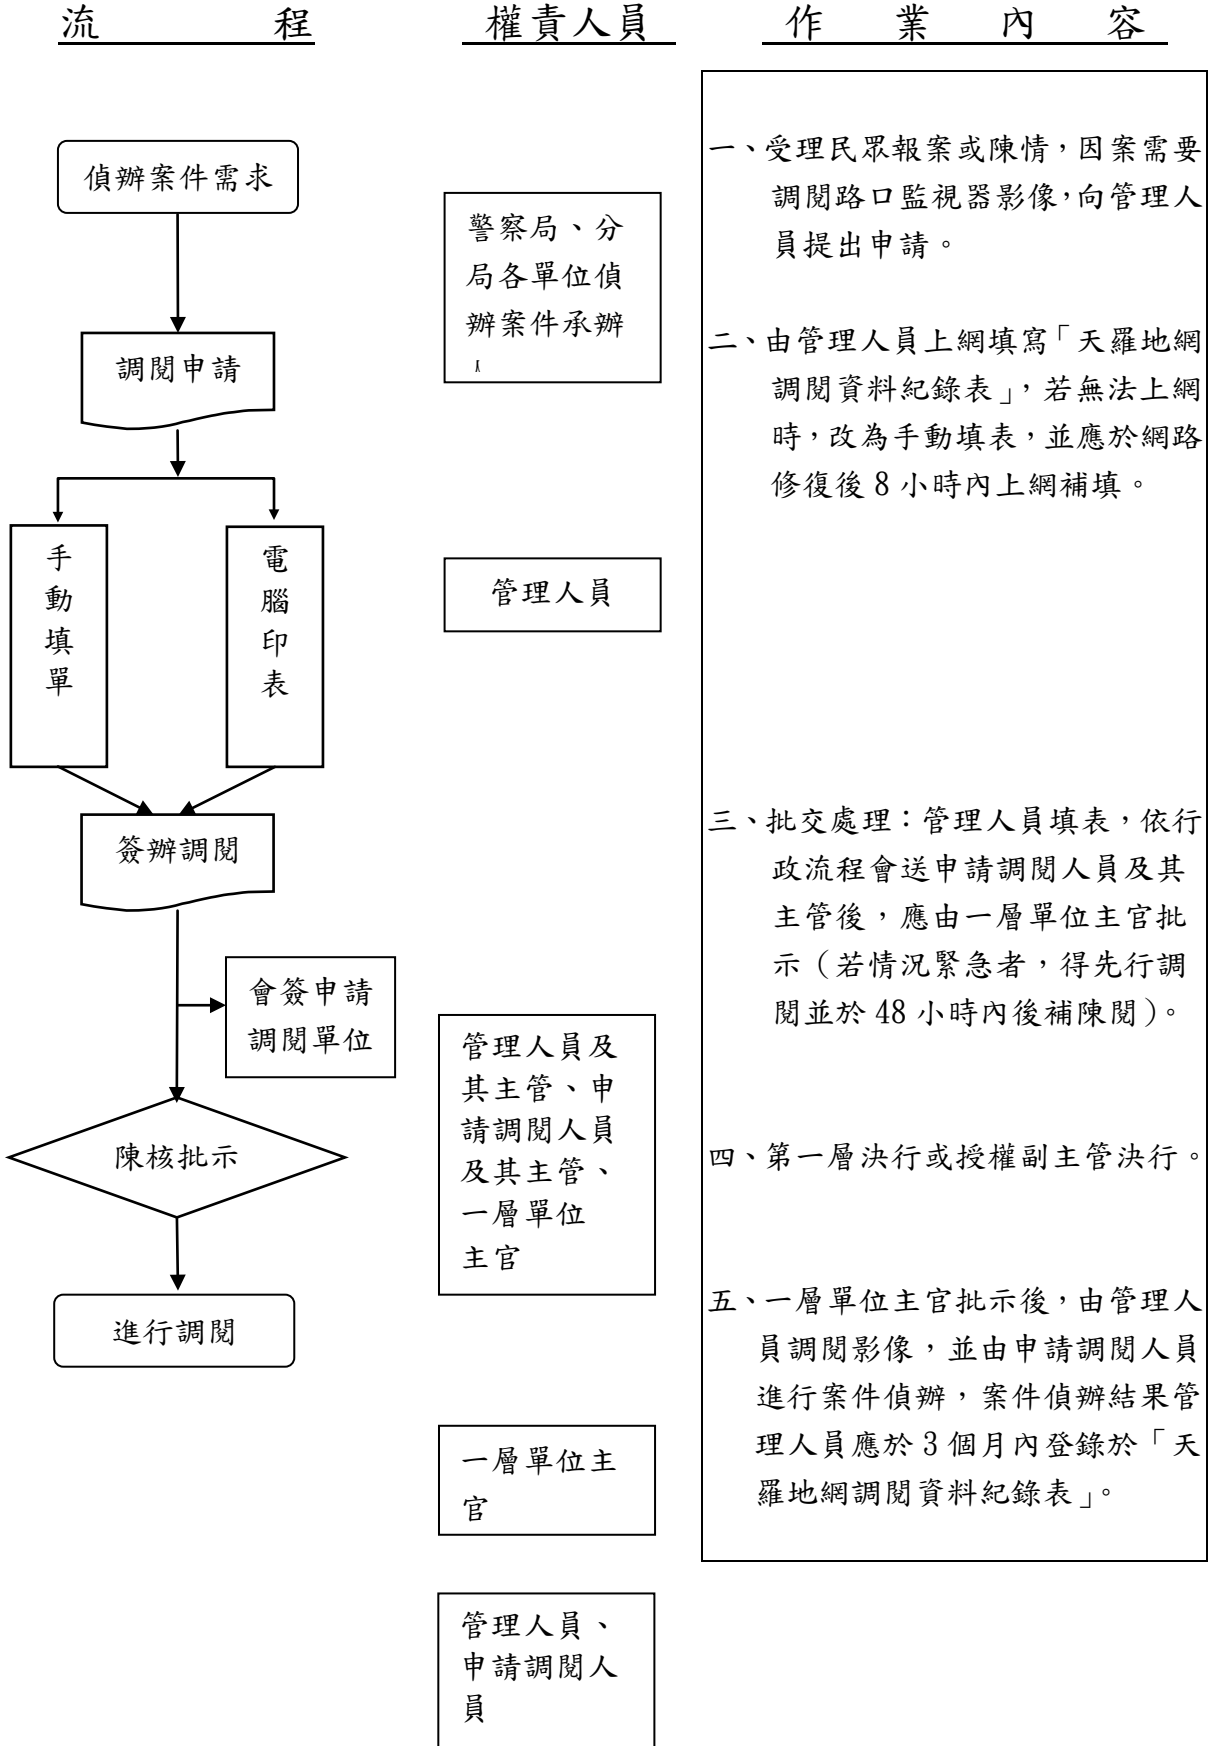 流程
權責人員
作業內容
偵辦案件需求
調閱申請
手動填單
電腦印表
簽辦調閱
會簽申請
調閱單位
陳核批示
進行調閱
警察局、分
局各單位偵
辦案件承辦
管理人員
管理人員及
其主管、申
請調閱人員
及其主管、
一層單位
主官
一層單位主
官
管理人員、
申請調閱人
員
一、受理民眾報案或陳情，因案需要
調閱路口監視器影像，向管理人
員提出申請。
二、由管理人員上網填寫「天羅地網
調閱資料紀錄表」，若無法上網
時，改為手動填表，並應於網路
修復後8小時內上網補填。
三、批交處理：管理人員填表，依行
政流程會送申請調閱人員及其
主管後，應由一層單位主官批
示（若情況緊急者，得先行調
閱並於48小時內後補陳閱）。
四、第一層決行或授權副主管決行。
五、一層單位主官批示後，由管理人
員調閱影像，並由申請調閱人員
進行案件偵辦，案件偵辦結果管
理人員應於3個月內登錄於「天
羅地網調閱資料紀錄表」。